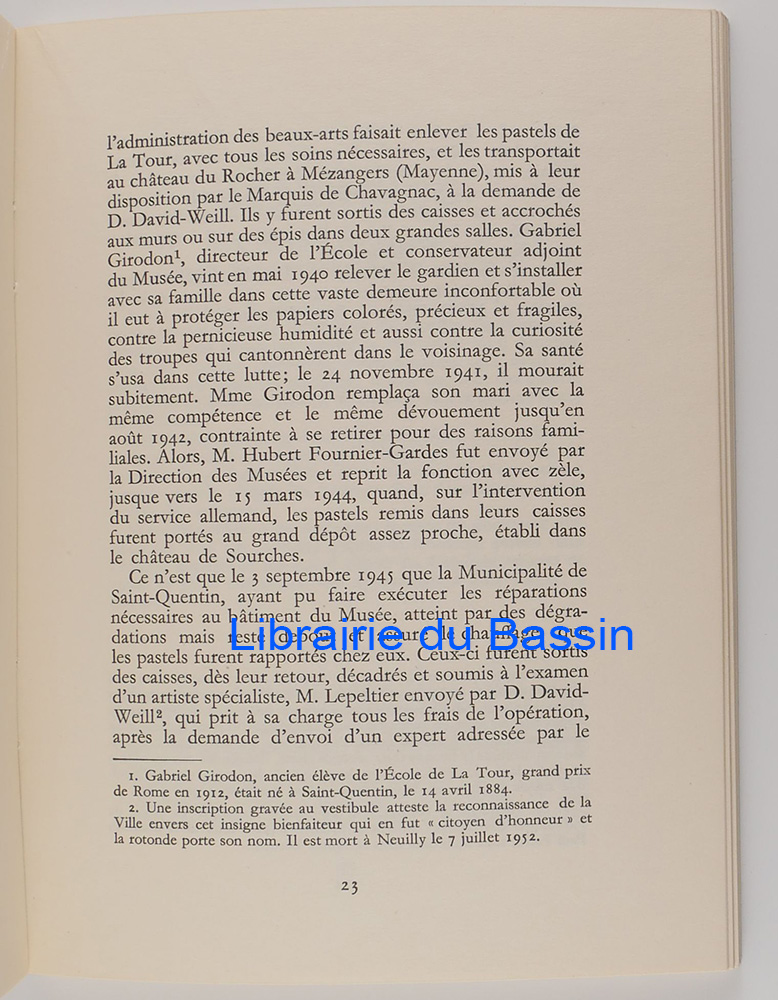 l'administration des beaux-arts faisait enlever les pastels de
La Tour, avec tous les soins nécessaires, et les transportait
au château du Rocher à Mézangers (Mayenne), mis à leur
disposition par le Marquis de Chavagnac, à la demande de
D. David-Weill. Ils y furent sortis des caisses et accrochés
aux murs ou sur des épis dans deux grandes salles. Gabriel
Girodon¹, directeur de l'École et conservateur adjoint
du Musée, vint en mai 1940 relever le gardien et s'installer
avec sa famille dans cette vaste demeure inconfortable où
il eut à protéger les papiers colorés, précieux et fragiles,
contre la pernicieuse humidité et aussi contre la curiosité
des troupes qui cantonnèrent dans le voisinage. Sa santé
s'usa dans cette lutte; le 24 novembre 1941, il mourait
subitement. Mme Girodon remplaça son mari avec la
même compétence et le même dévouement jusqu'en
août 1942, contrainte à se retirer pour des raisons fami-
liales. Alors, M. Hubert Fournier-Gardes fut envoyé par
la Direction des Musées et reprit la fonction avec zèle,
jusque vers le 15 mars 1944, quand, sur l'intervention
du service allemand, les pastels remis dans leurs caisses
furent portés au grand dépôt assez proche, établi dans
le château de Sourches.
Ce n'est que le 3 septembre 1945 que la Municipalité de
Saint-Quentin, ayant pu faire exécuter les réparations
nécessaires au bâtiment du Musée, atteint par des dégra-
dations mais resté debout et assuré le chauffage, que
Librairie du Bassin
les pastels furent rapportés chez eux. Ceux-ci furent sortis
des caisses, dès leur retour, décadrés et soumis à l'examen
d'un artiste spécialiste, M. Lepeltier envoyé par D. David-
Weill², qui prit à sa charge tous les frais de l'opération,
après la demande d'envoi d'un expert adressée par le
1. Gabriel Girodon, ancien élève de l'École de La Tour, grand prix
de Rome en 1912, était né à Saint-Quentin, le 14 avril 1884.
2. Une inscription gravée au vestibule atteste la reconnaissance de la
Ville envers cet insigne bienfaiteur qui en fut « citoyen d'honneur » et
la rotonde porte son nom. Il est mort à Neuilly le 7 juillet 1952.
23